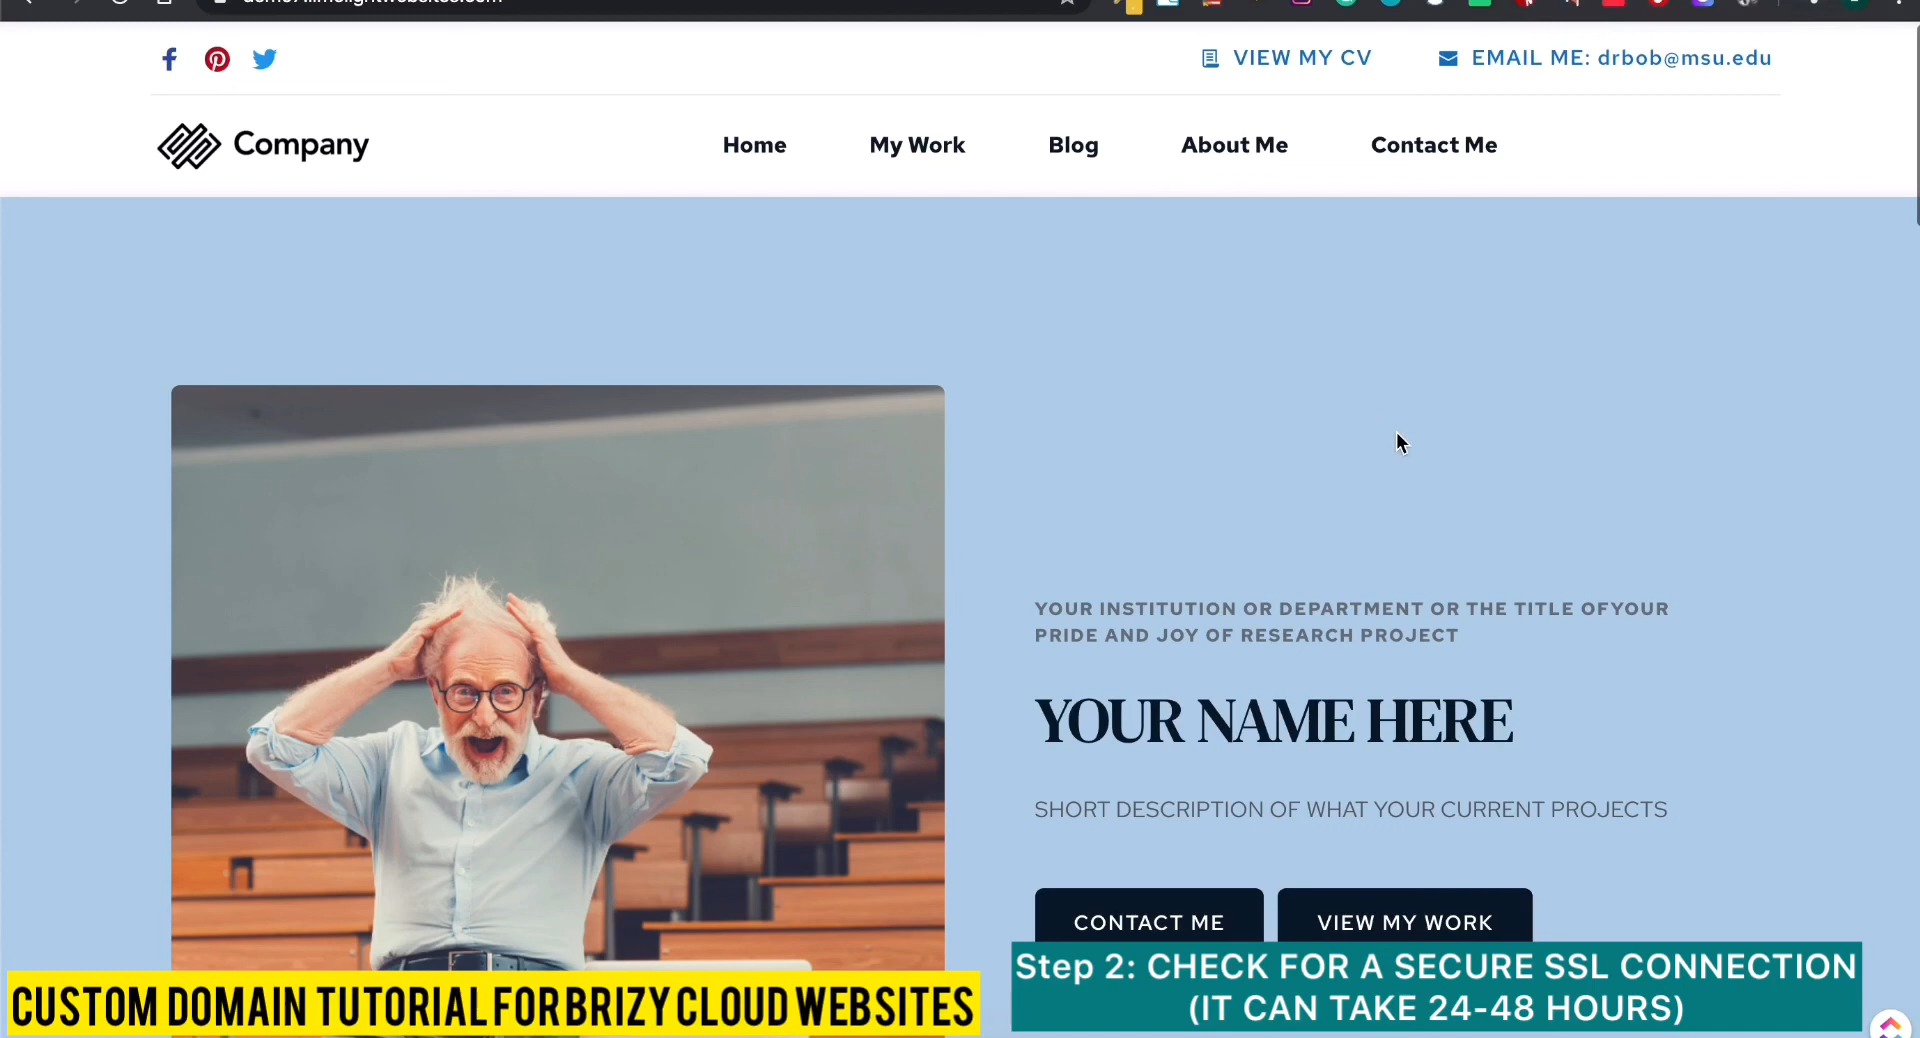 VIEW MY CV
EMAIL ME: drbob@msu.edu
Company
Home
My Work
Blog
About Me
Contact Me
YOUR INSTITUTION OR DEPARTMENT OR THE TITLE OFYOUR
PRIDE AND JOY OF RESEARCH PROJECT
YOUR NAME HERE
SHORT DESCRIPTION OF WHAT YOUR CURRENT PROJECTS
CONTACT ME
VIEW MY WORK
Step 2: CHECK FOR A SECURE SSL CONNECTION
(IT CAN TAKE 24-48 HOURS)
CUSTOM DOMAIN TUTORIAL FOR BRIZY CLOUD WEBSITES